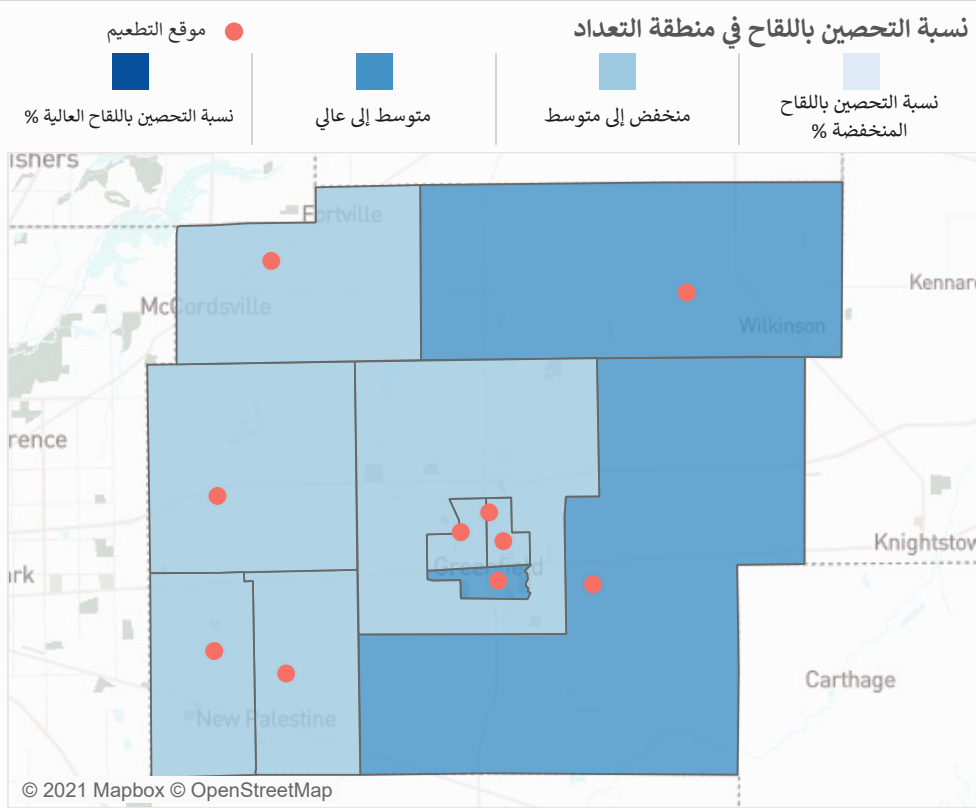 نسبة التحصين باللقاح في منطقة التعداد
موقع التطعيم
نسبة التحصين باللقاح
المنخفضة %
منخفض إلى متوسط
متوسط إلى عالي
نسبة التحصين باللقاح العالية %
ishers
Fortville
McCordsville
Kennar
Wilkinson
rence
Knightstow
Greenfield
ark
Carthage
New Palestine
© 2021 Mapbox © OpenStreetMap